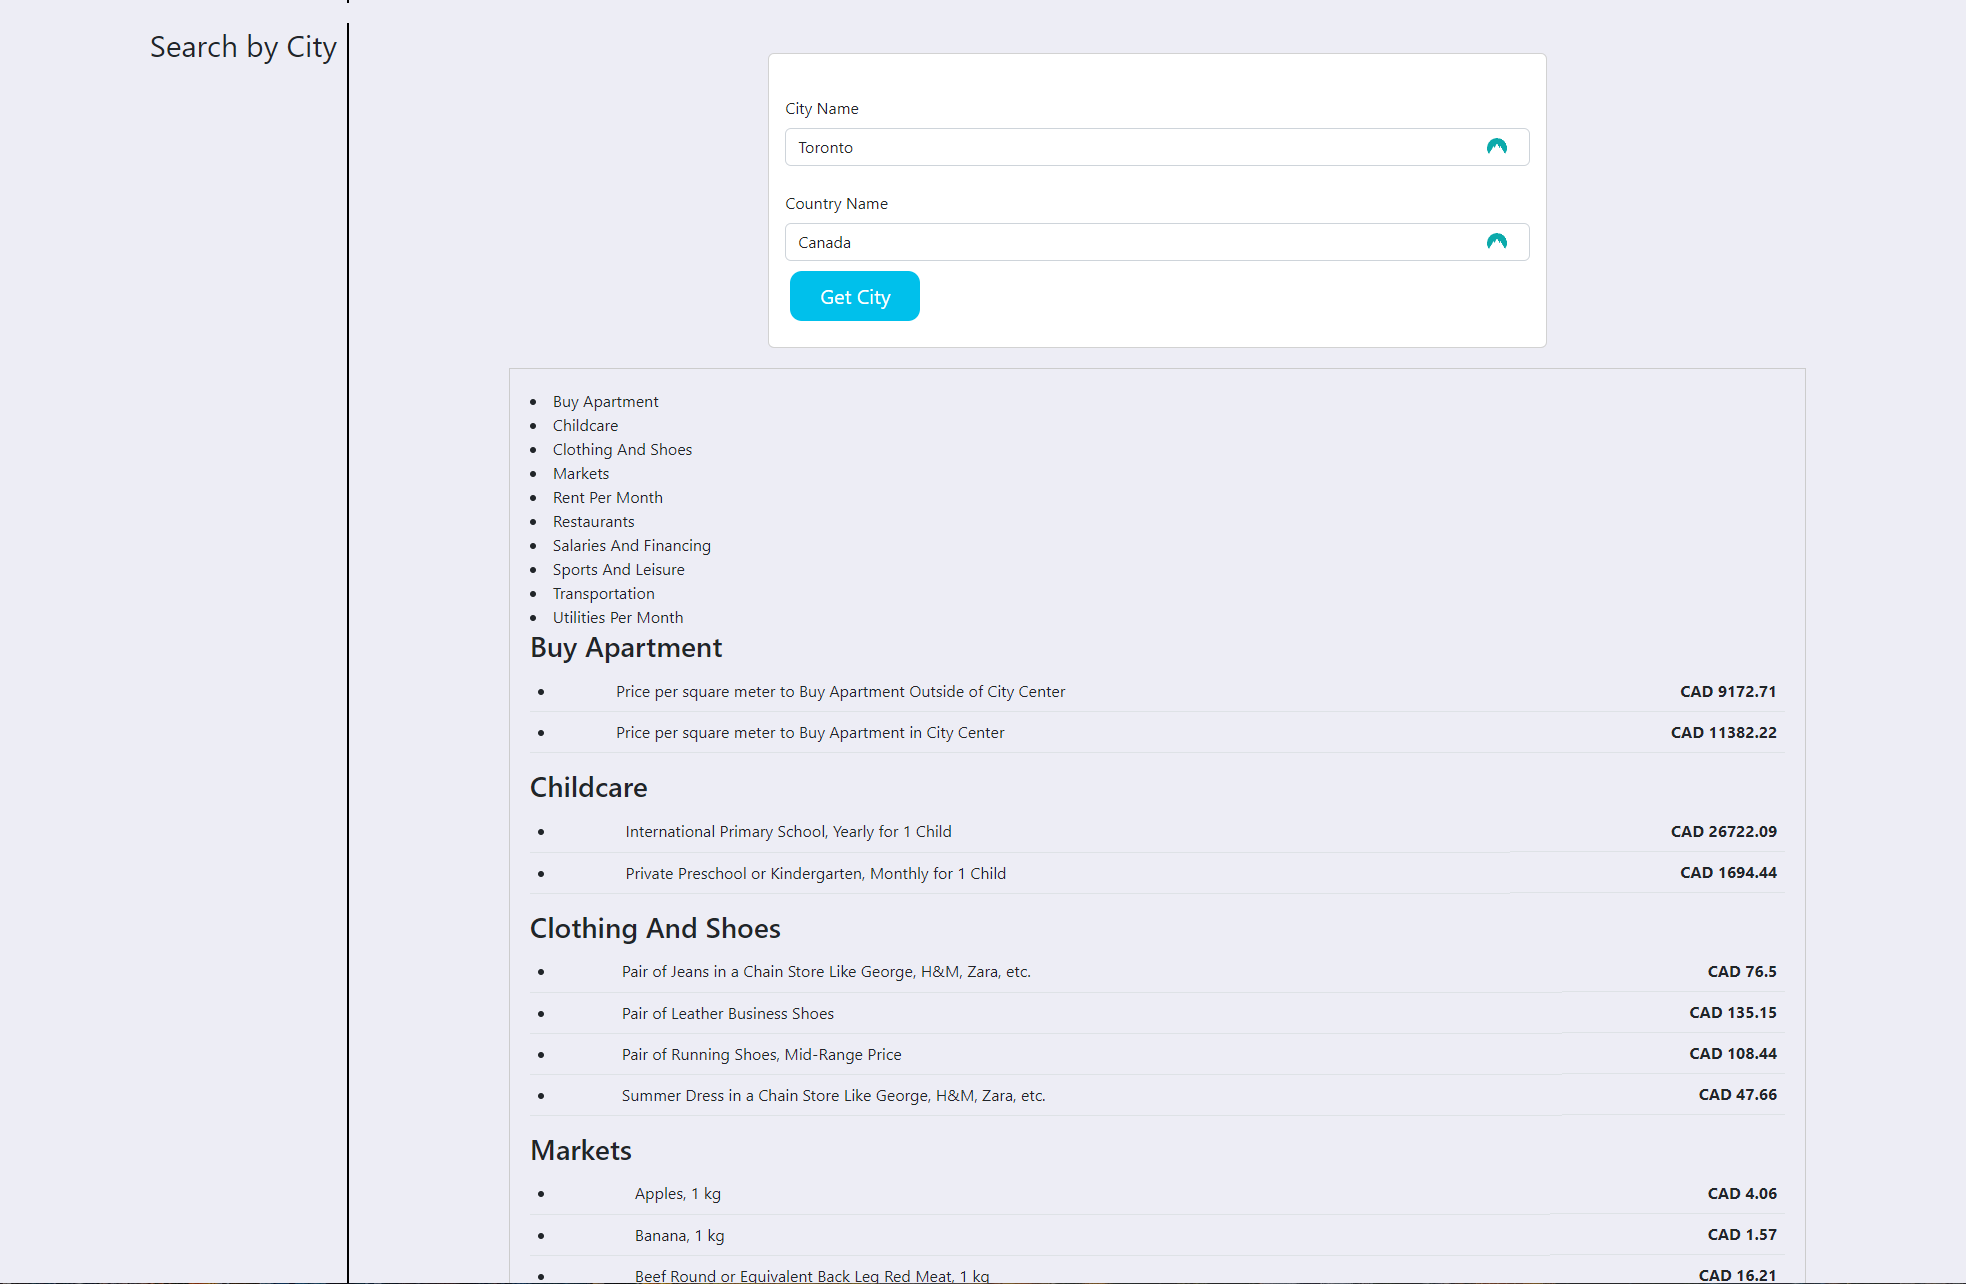 Search by City
City Name
Toronto
Country Name
Canada
Get City
Buy Apartment
Childcare
Clothing And Shoes
Markets
Rent Per Month
Restaurants
Salaries And Financing
Sports And Leisure
Transportation
Utilities Per Month
Buy Apartment
Price per square meter to Buy Apartment Outside of City Center CAD 9172.71
Price per square meter to Buy Apartment in City Center CAD 11382.22
Childcare
International Primary School, Yearly for 1 Child CAD 26722.09
Private Preschool or Kindergarten, Monthly for 1 Child CAD 1694.44
Clothing And Shoes
Pair of Jeans in a Chain Store Like George, H&M, Zara, etc. CAD 76.5
Pair of Leather Business Shoes CAD 135.15
Pair of Running Shoes, Mid-Range Price CAD 108.44
Summer Dress in a Chain Store Like George, H&M, Zara, etc. CAD 47.66
Markets
Apples, 1 kg CAD 4.06
Banana, 1 kg CAD 1.57
Beef Round or Equivalent Back Leg Red Meat, 1 kg CAD 16.21